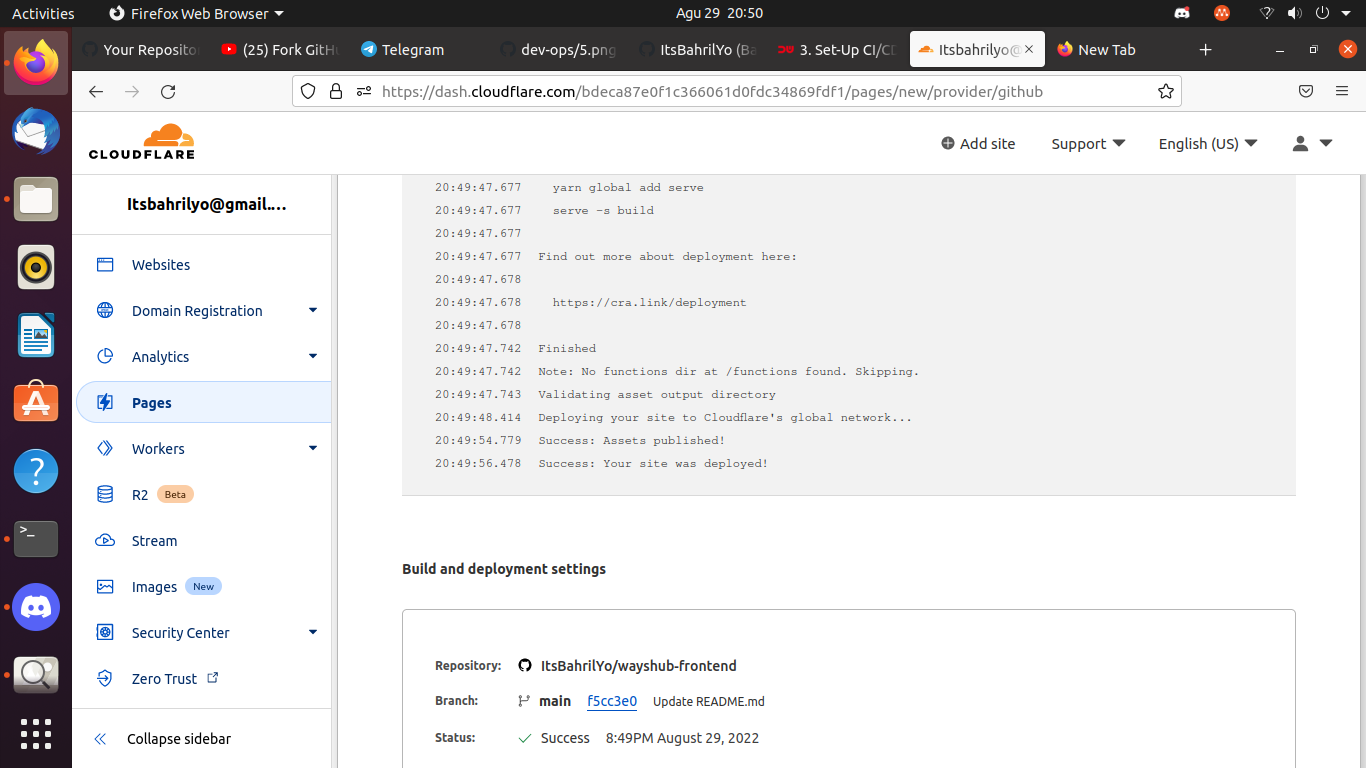 Activities
Firefox Web Browser
Agu 29 20:50
Your Reposito
(25) Fork GitHu
Telegram
dev-ops/5.png
ItsBahrilYo (Ba
3. Set-Up CI/CD
Itsbahrilyo@
New Tab
https://dash.cloudflare.com/bdeca87e0f1c366061d0fdc34869fdf1/pages/new/provider/github
CLOUDFLARE
Add site
Support
English (US)
Itsbahrilyo@gmail.…
Websites
Domain Registration
Analytics
Pages
Workers
R2 Beta
Stream
Images New
Security Center
Zero Trust
Collapse sidebar
20:49:47.677 yarn global add serve
20:49:47.677 serve -s build
20:49:47.677
20:49:47.677 Find out more about deployment here:
20:49:47.678
20:49:47.678 https://cra.link/deployment
20:49:47.678
20:49:47.742 Finished
20:49:47.742 Note: No functions dir at /functions found. Skipping.
20:49:47.743 Validating asset output directory
20:49:48.414 Deploying your site to Cloudflare's global network...
20:49:54.779 Success: Assets published!
20:49:56.478 Success: Your site was deployed!
Build and deployment settings
Repository: ItsBahrilYo/wayshub-frontend
Branch: main f5cc3e0 Update README.md
Status: Success 8:49PM August 29, 2022